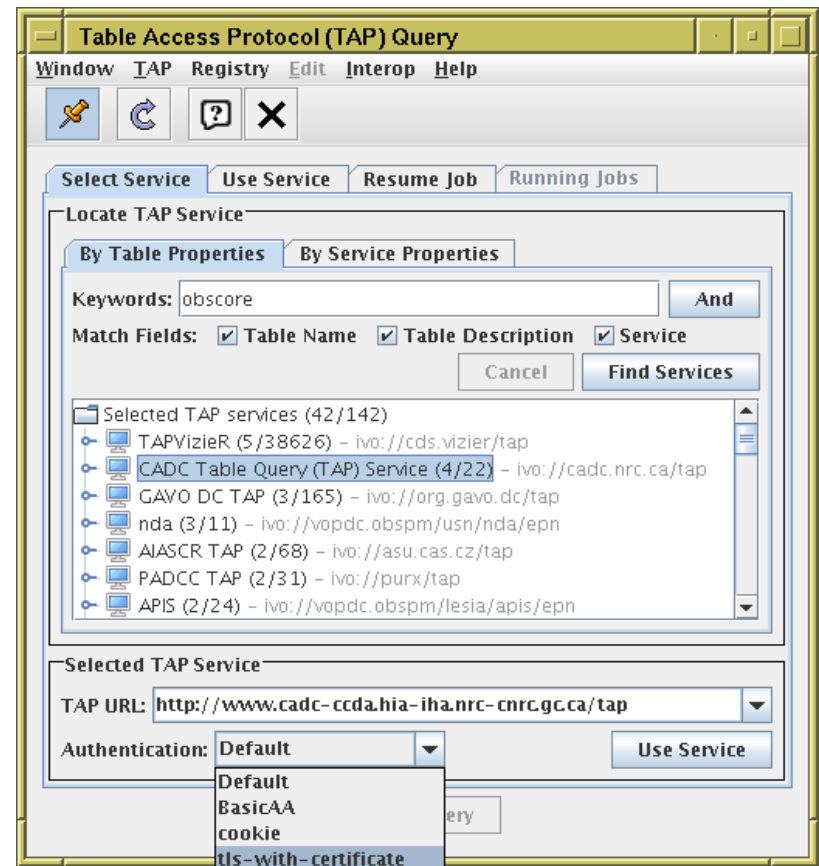 Table Access Protocol (TAP) Query
Window TAP Registry Edit Interop Help
Select Service Use Service Resume Job Running Jobs
Locate TAP Service
By Table Properties By Service Properties
Keywords: obscore And
Match Fields: Table Name Table Description Service
Cancel Find Services
Selected TAP services (42/142)
TAPVizieR (5/38626) – ivo://cds.vizier/tap
CADC Table Query (TAP) Service (4/22) – ivo://cadc.nrc.ca/tap
GAVO DC TAP (3/165) – ivo://org.gavo.dc/tap
nda (3/11) – ivo://vopdc.obspm/usn/nda/epn
AIASCR TAP (2/68) – ivo://asu.cas.cz/tap
PADCC TAP (2/31) – ivo://purx/tap
APIS (2/24) – ivo://vopdc.obspm/lesia/apis/epn
Selected TAP Service
TAP URL: http://www.cadc-ccda.hia-iha.nrc-cnrc.gc.ca/tap
Authentication: Default Use Service
Default
BasicAA
cookie
tls-with-certificate